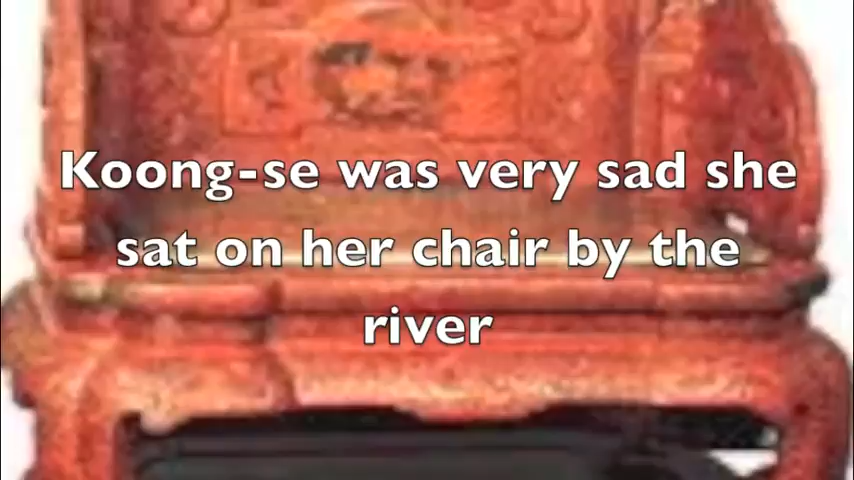 Koong-se was very sad she
sat on her chair by the
river